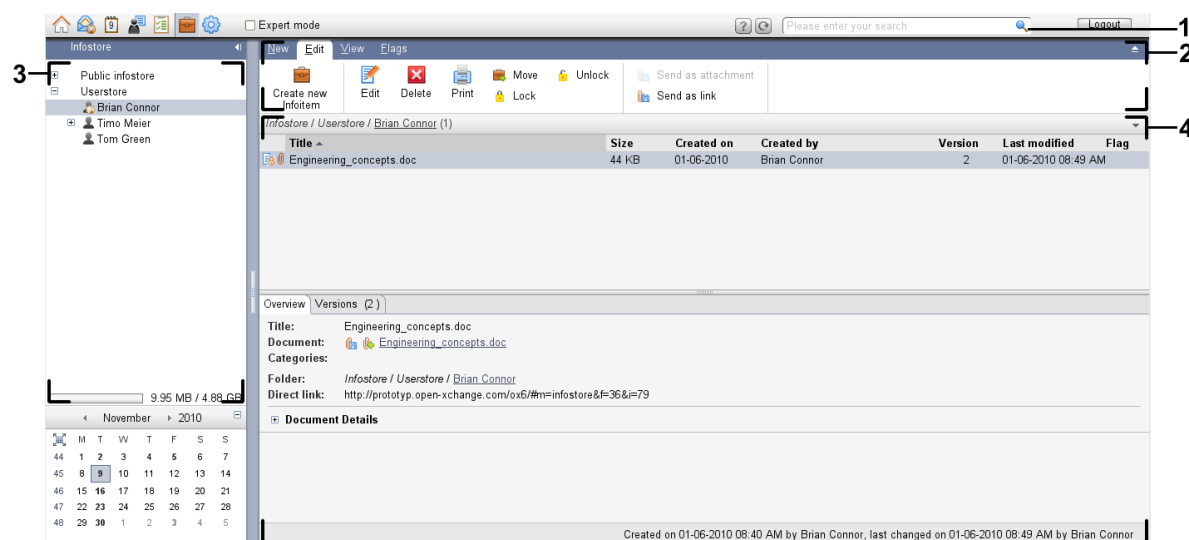 Expert mode
Please enter your search
Logout
1
Infostore
New Edit View Flags
2
3
Public infostore
Userstore
Brian Connor
Timo Meier
Tom Green
Create new Infoitem
Edit
Delete
Print
Move
Lock
Unlock
Send as attachment
Send as link
Infostore / Userstore / Brian Connor (1)
4
Title Size Created on Created by Version Last modified Flag
Engineering_concepts.doc 44 KB 01-06-2010 Brian Connor 2 01-06-2010 08:49 AM
Overview Versions (2)
Title: Engineering_concepts.doc
Document: Engineering_concepts.doc
Categories:
Folder: Infostore / Userstore / Brian Connor
Direct link: http://prototyp.open-xchange.com/ox6/#m=infostore&f=36&i=79
Document Details
9.95 MB / 4.88 GB
November 2010
M T W T F S S
44 1 2 3 4 5 6 7
45 8 9 10 11 12 13 14
46 15 16 17 18 19 20 21
47 22 23 24 25 26 27 28
48 29 30 1 2 3 4 5
Created on 01-06-2010 08:40 AM by Brian Connor, last changed on 01-06-2010 08:49 AM by Brian Connor